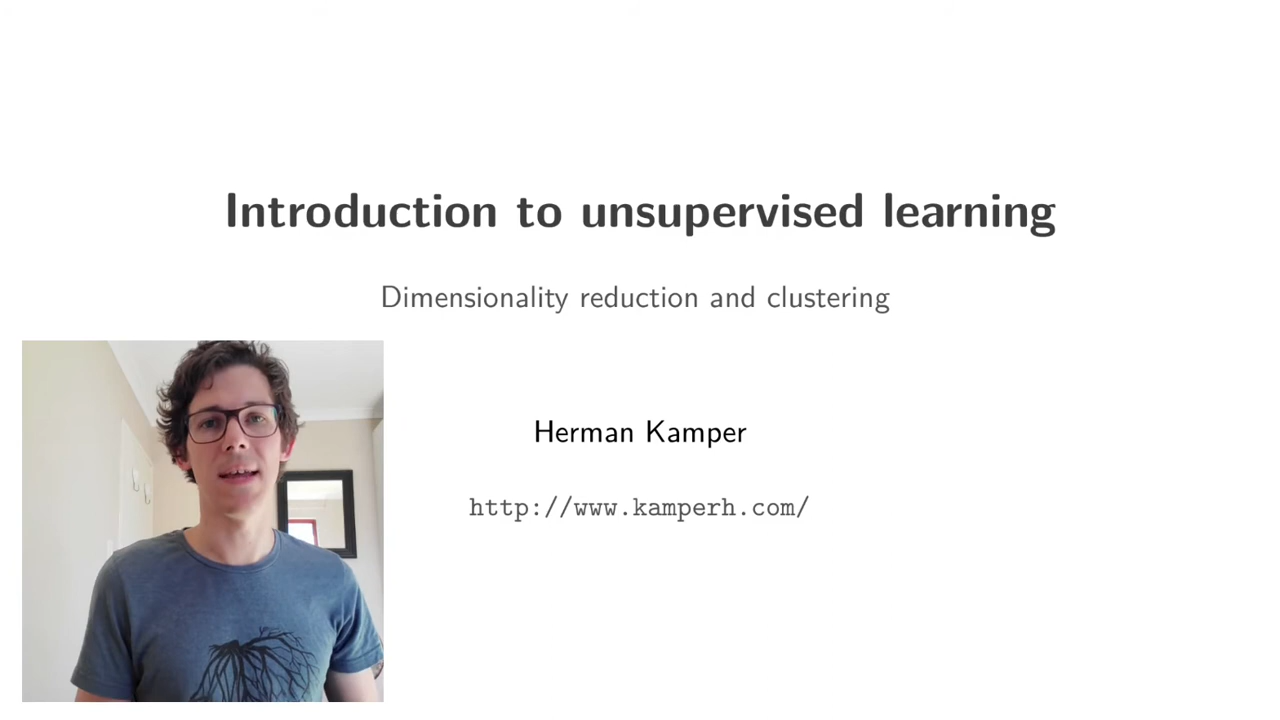 Introduction to unsupervised learning
Dimensionality reduction and clustering
Herman Kamper
http://www.kamperh.com/